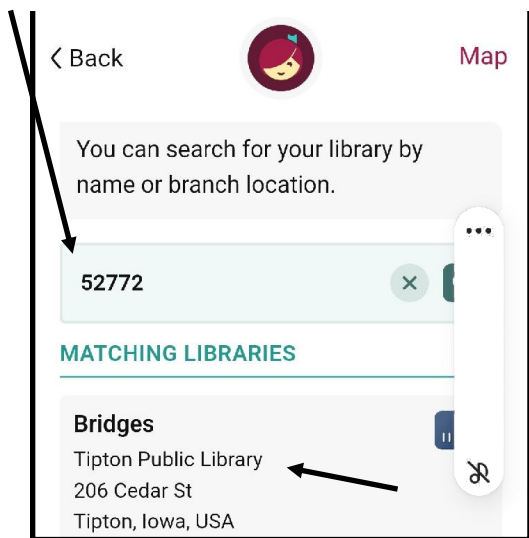 Back
Map
You can search for your library by
name or branch location.
52772
MATCHING LIBRARIES
Bridges
Tipton Public Library
206 Cedar St
Tipton, Iowa, USA